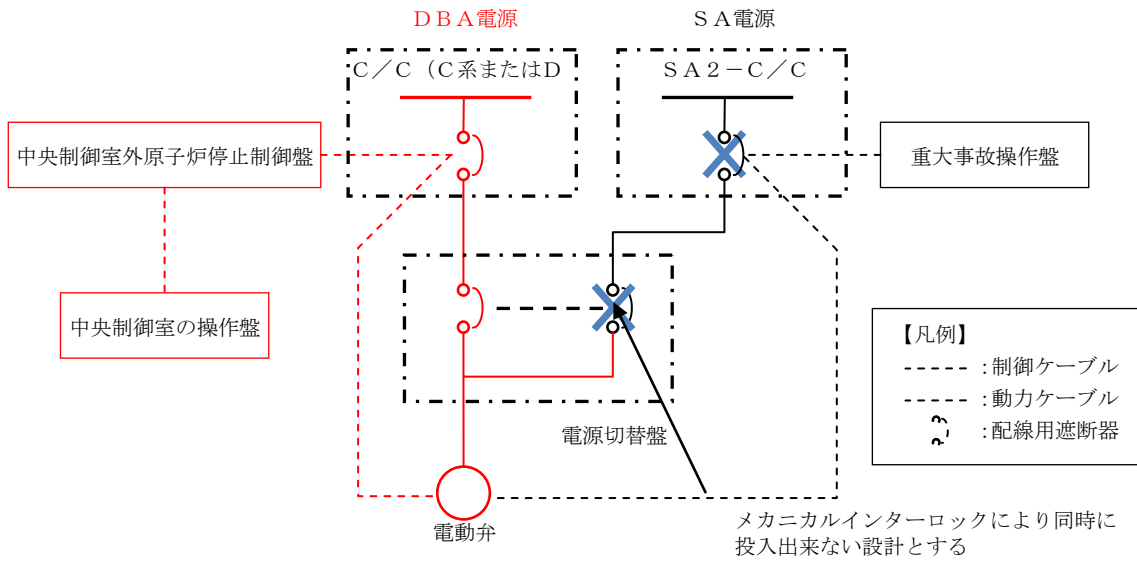 ＤＢＡ電源
ＳＡ電源
Ｃ／Ｃ（Ｃ系またはＤ
ＳＡ２－Ｃ／Ｃ
中央制御室外原子炉停止制御盤
重大事故操作盤
中央制御室の操作盤
【凡例】
：制御ケーブル
：動力ケーブル
：配線用遮断器
電源切替盤
電動弁
メカニカルインターロックにより同時に
投入出来ない設計とする